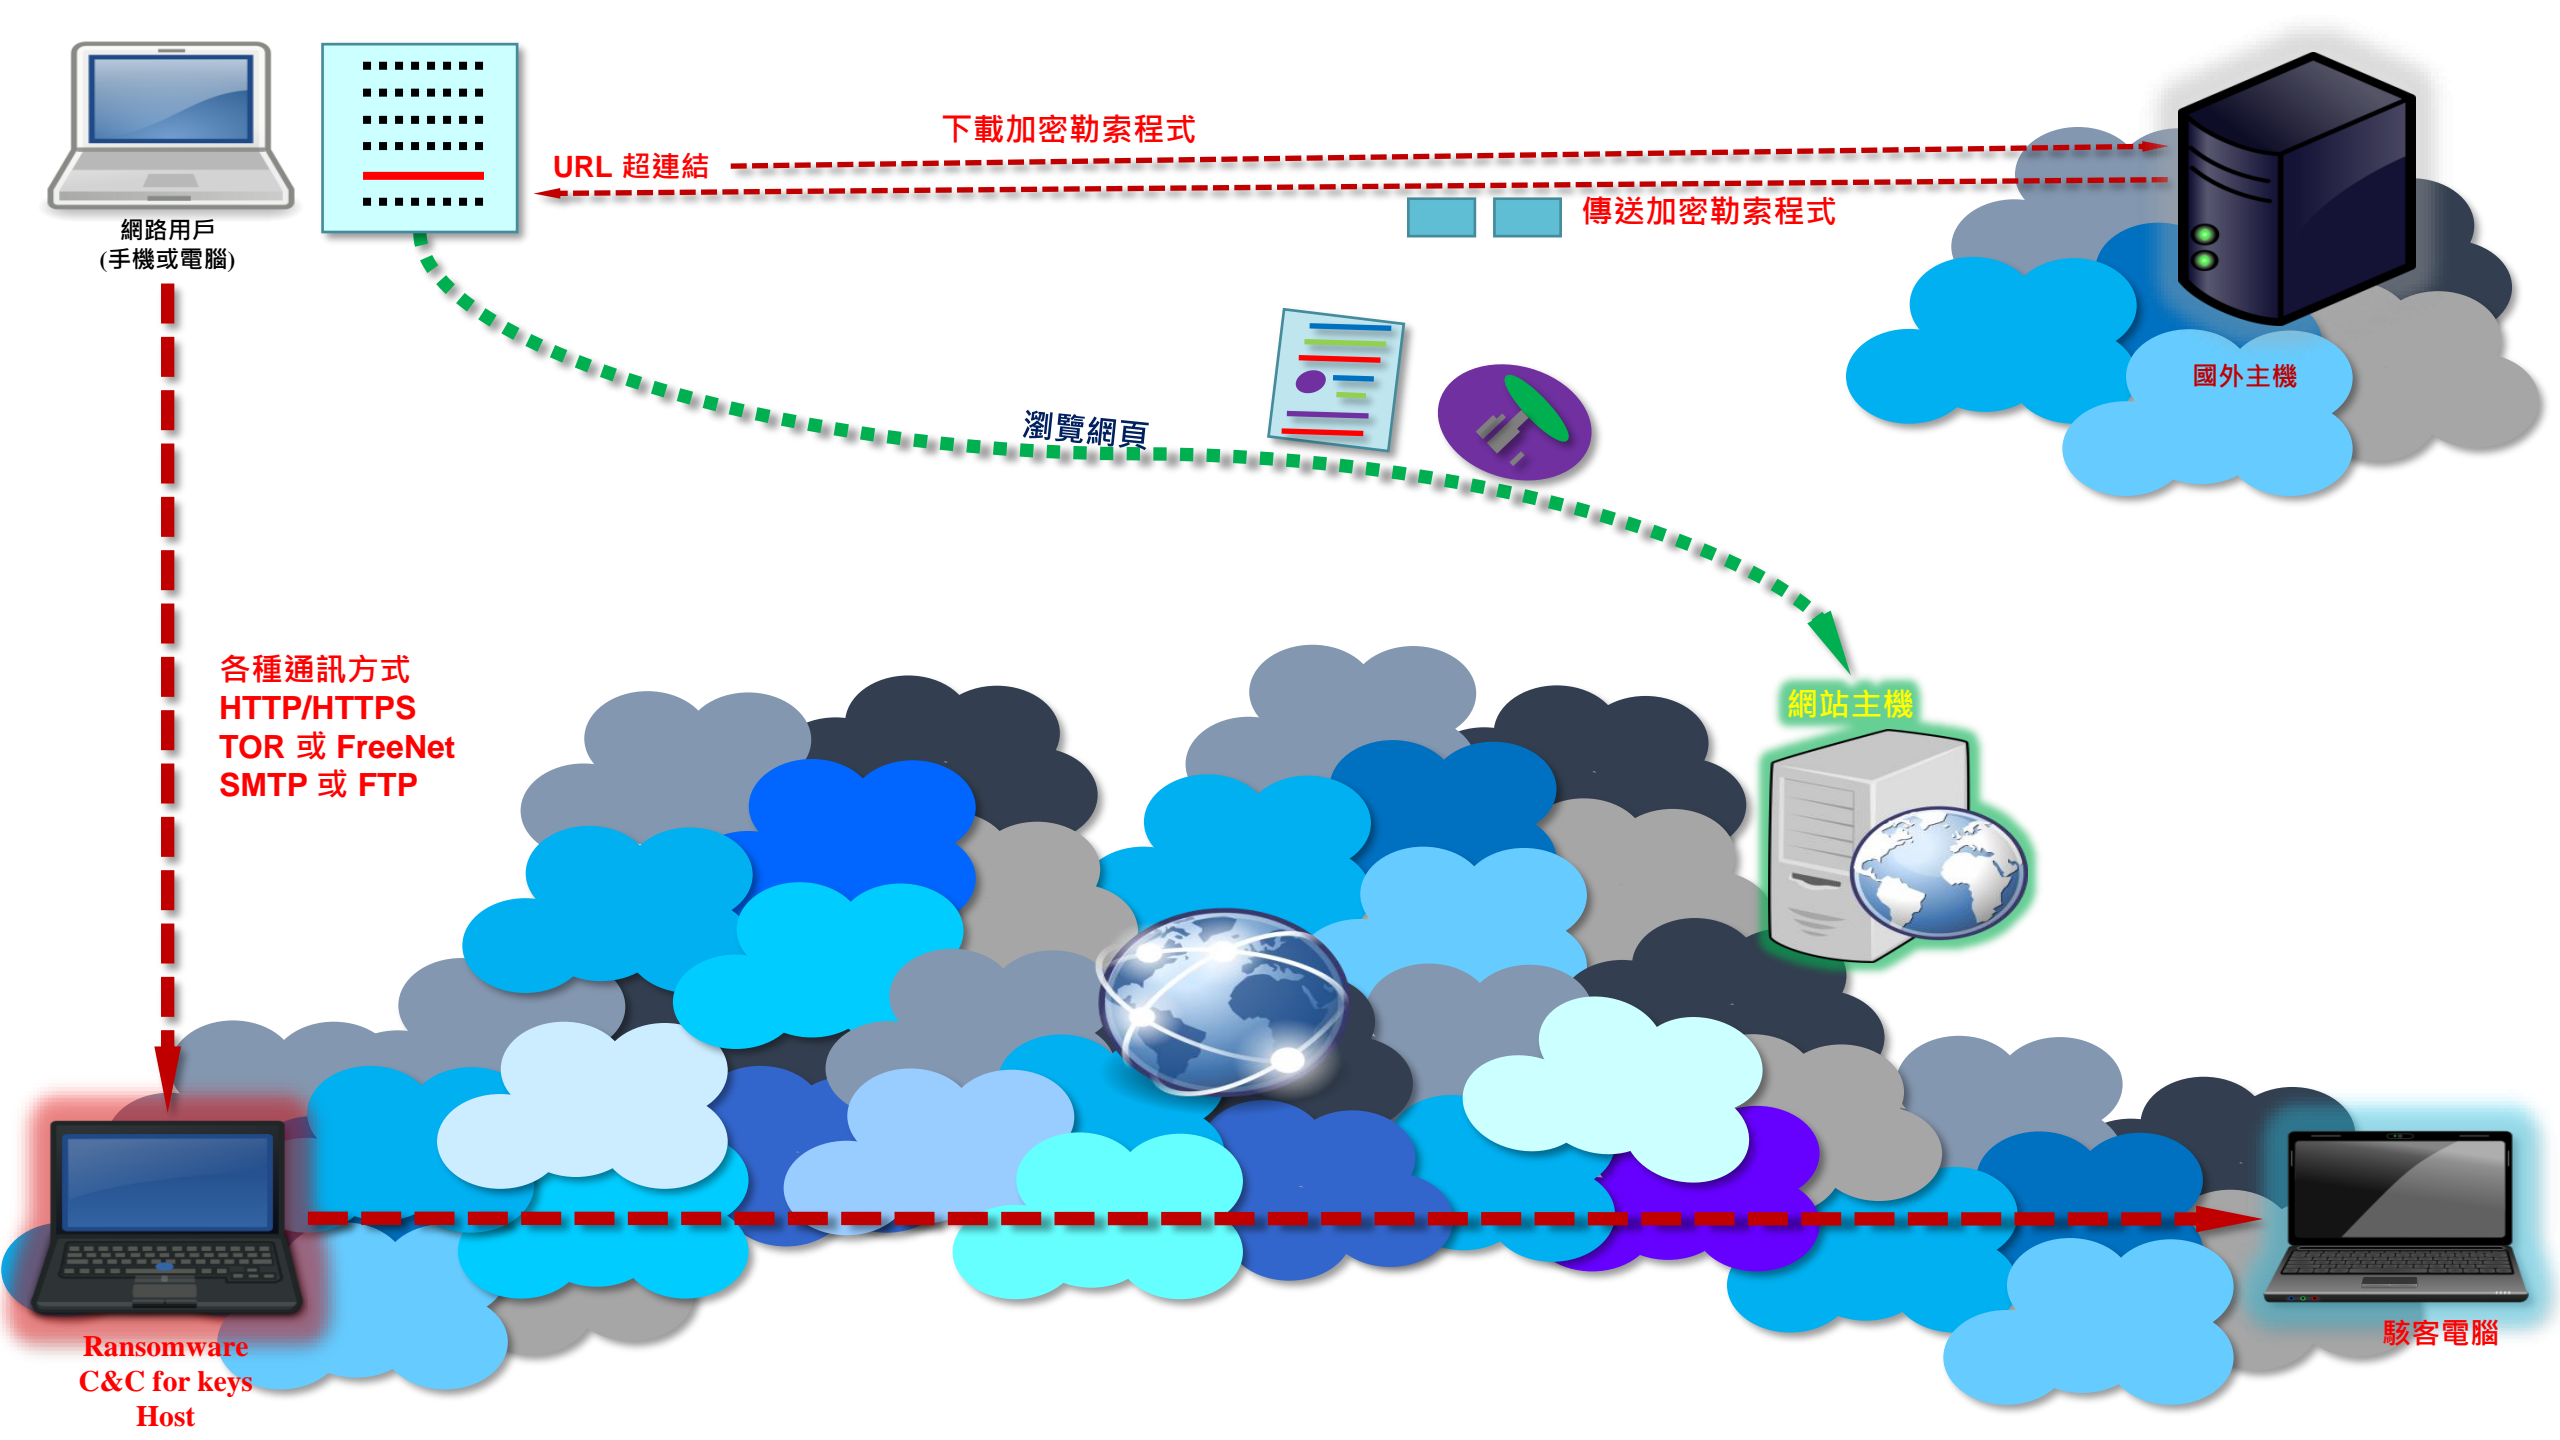 下載加密勒索程式
URL 超連結
傳送加密勒索程式
網路用戶
(手機或電腦)
國外主機
瀏覽網頁
各種通訊方式
HTTP/HTTPS
TOR 或 FreeNet
SMTP 或 FTP
網站主機
Ransomware
C&C for keys
Host
駭客電腦